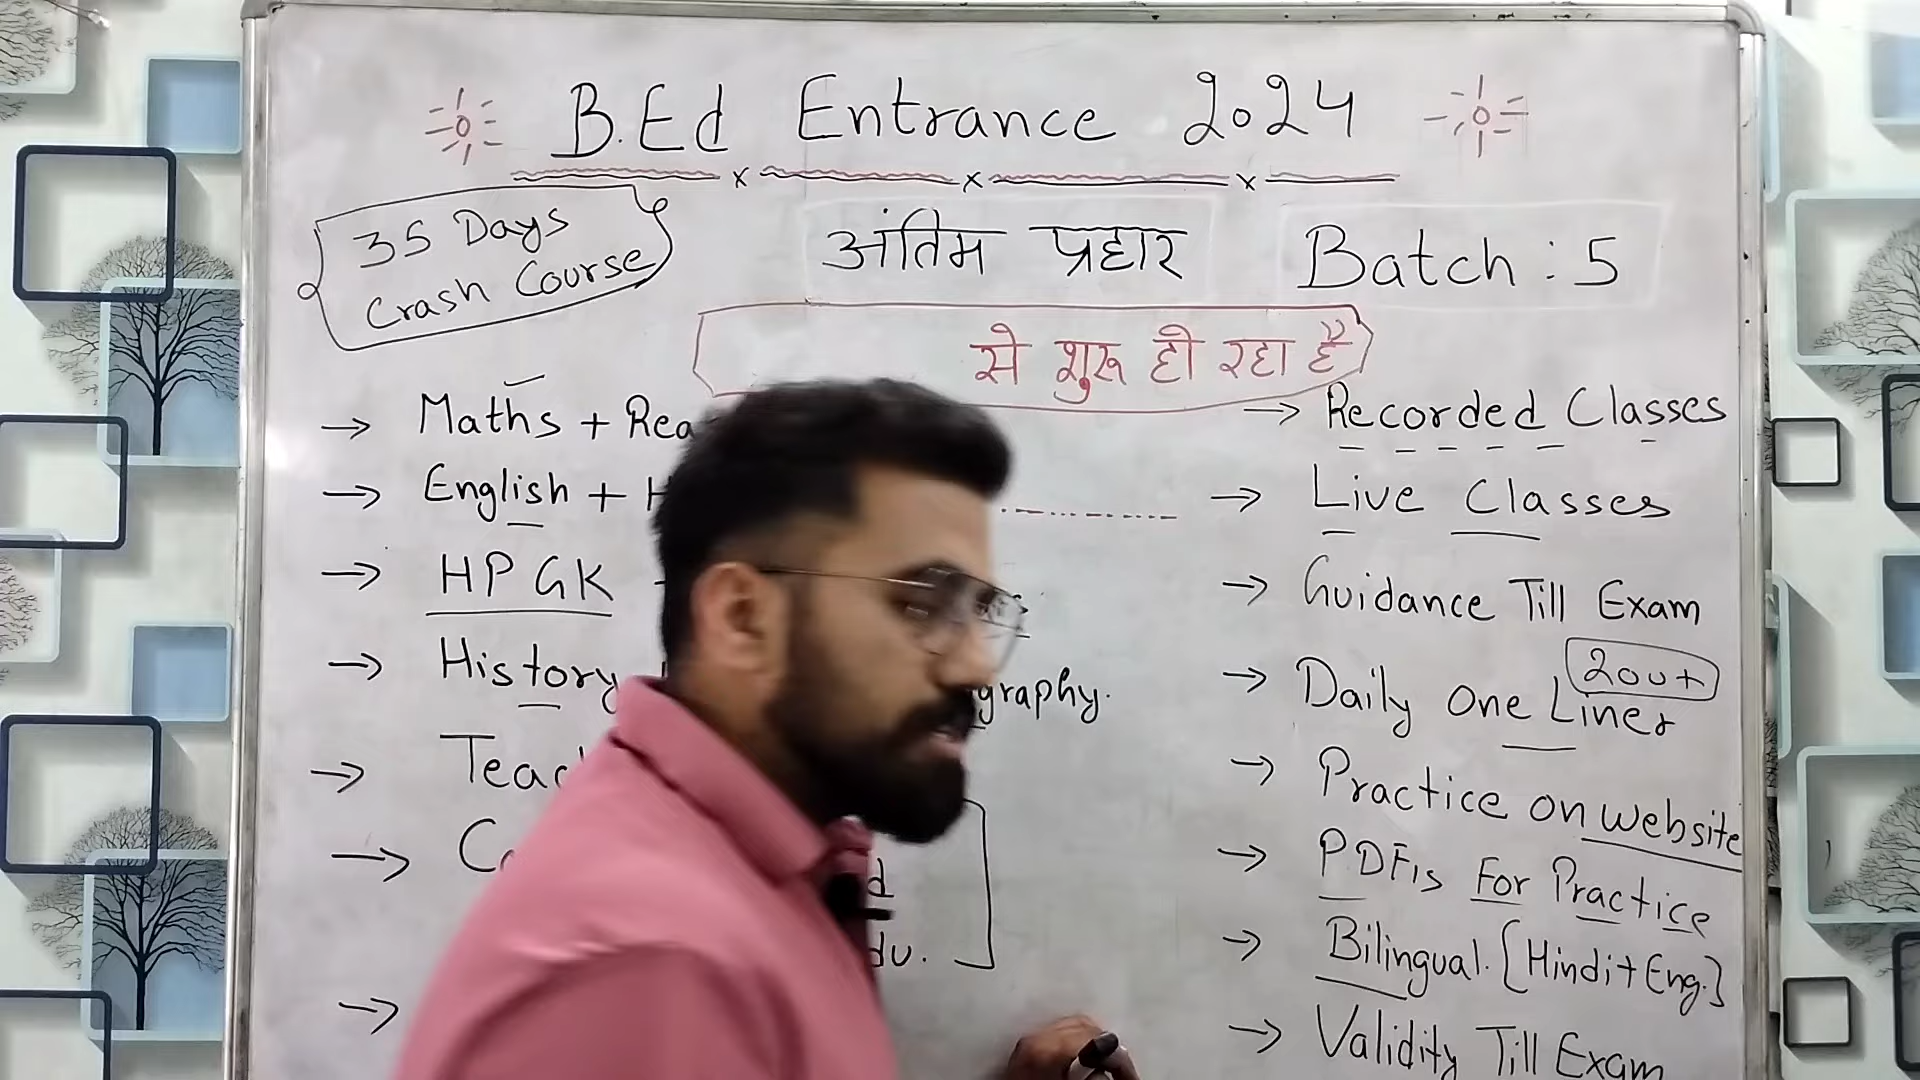 B.Ed Entrance 2024
35 Days
Crash Course
अंतिम प्रहार
Batch : 5
से शुरू हो रहा है
→ Maths + Rea
→ English + H
→ HP GK
→ History graphy.
→ Teac
→ C d
du.
→
→ Recorded Classes
→ Live Classes
→ Guidance Till Exam
→ Daily One Liner 200+
→ Practice on website
→ PDFis For Practice
→ Bilingual. [Hindi + Eng.]
→ Validity Till Exam